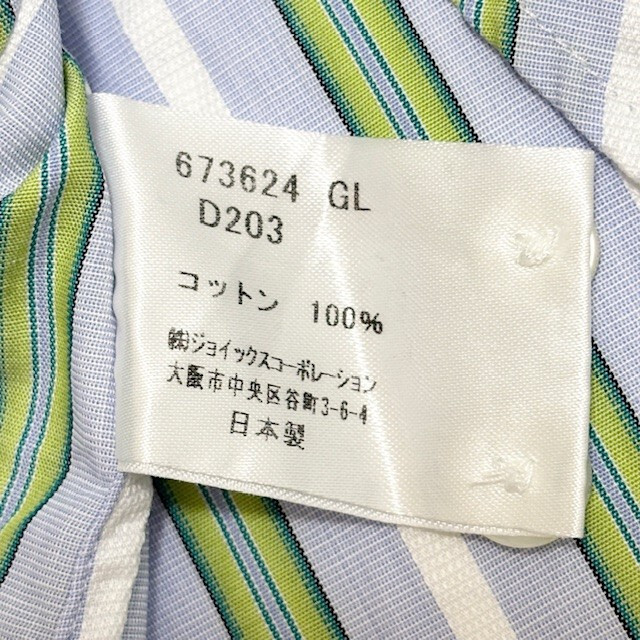 673624 GL
D203
コットン 100%
㈱ジョイックスコーポレーション
大阪市中央区谷町3-6-4
日本製